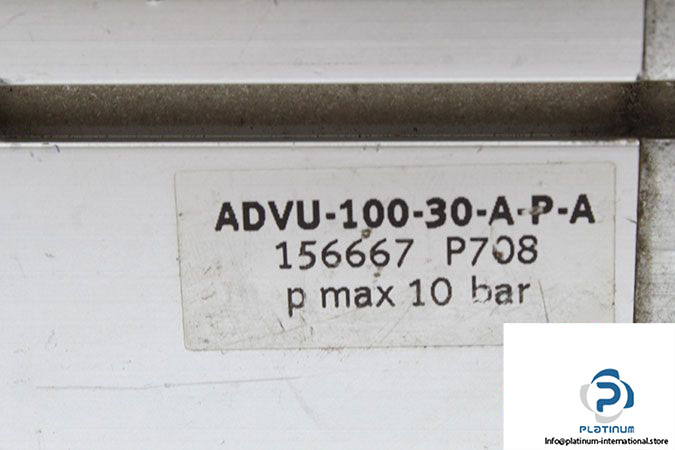 ADVU-100-30-A-P-A
156667 P708
p max 10 bar
PLATINUM
Info@platinum-international.store